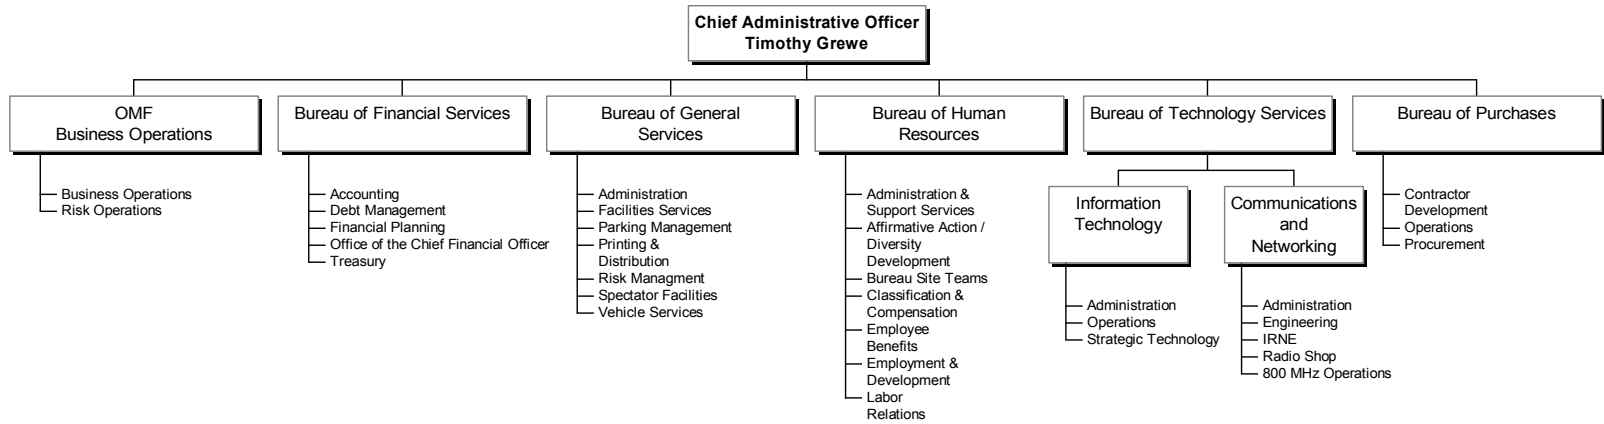 Chief Administrative Officer
Timothy Grewe
OMF
Business Operations
Business Operations
Risk Operations
Bureau of Financial Services
Accounting
Debt Management
Financial Planning
Office of the Chief Financial Officer
Treasury
Bureau of General
Services
Administration
Facilities Services
Parking Management
Printing &
Distribution
Risk Managment
Spectator Facilities
Vehicle Services
Bureau of Human
Resources
Administration &
Support Services
Affirmative Action /
Diversity
Development
Bureau Site Teams
Classification &
Compensation
Employee
Benefits
Employment &
Development
Labor
Relations
Bureau of Technology Services
Information
Technology
Administration
Operations
Strategic Technology
Communications
and
Networking
Administration
Engineering
IRNE
Radio Shop
800 MHz Operations
Bureau of Purchases
Contractor
Development
Operations
Procurement